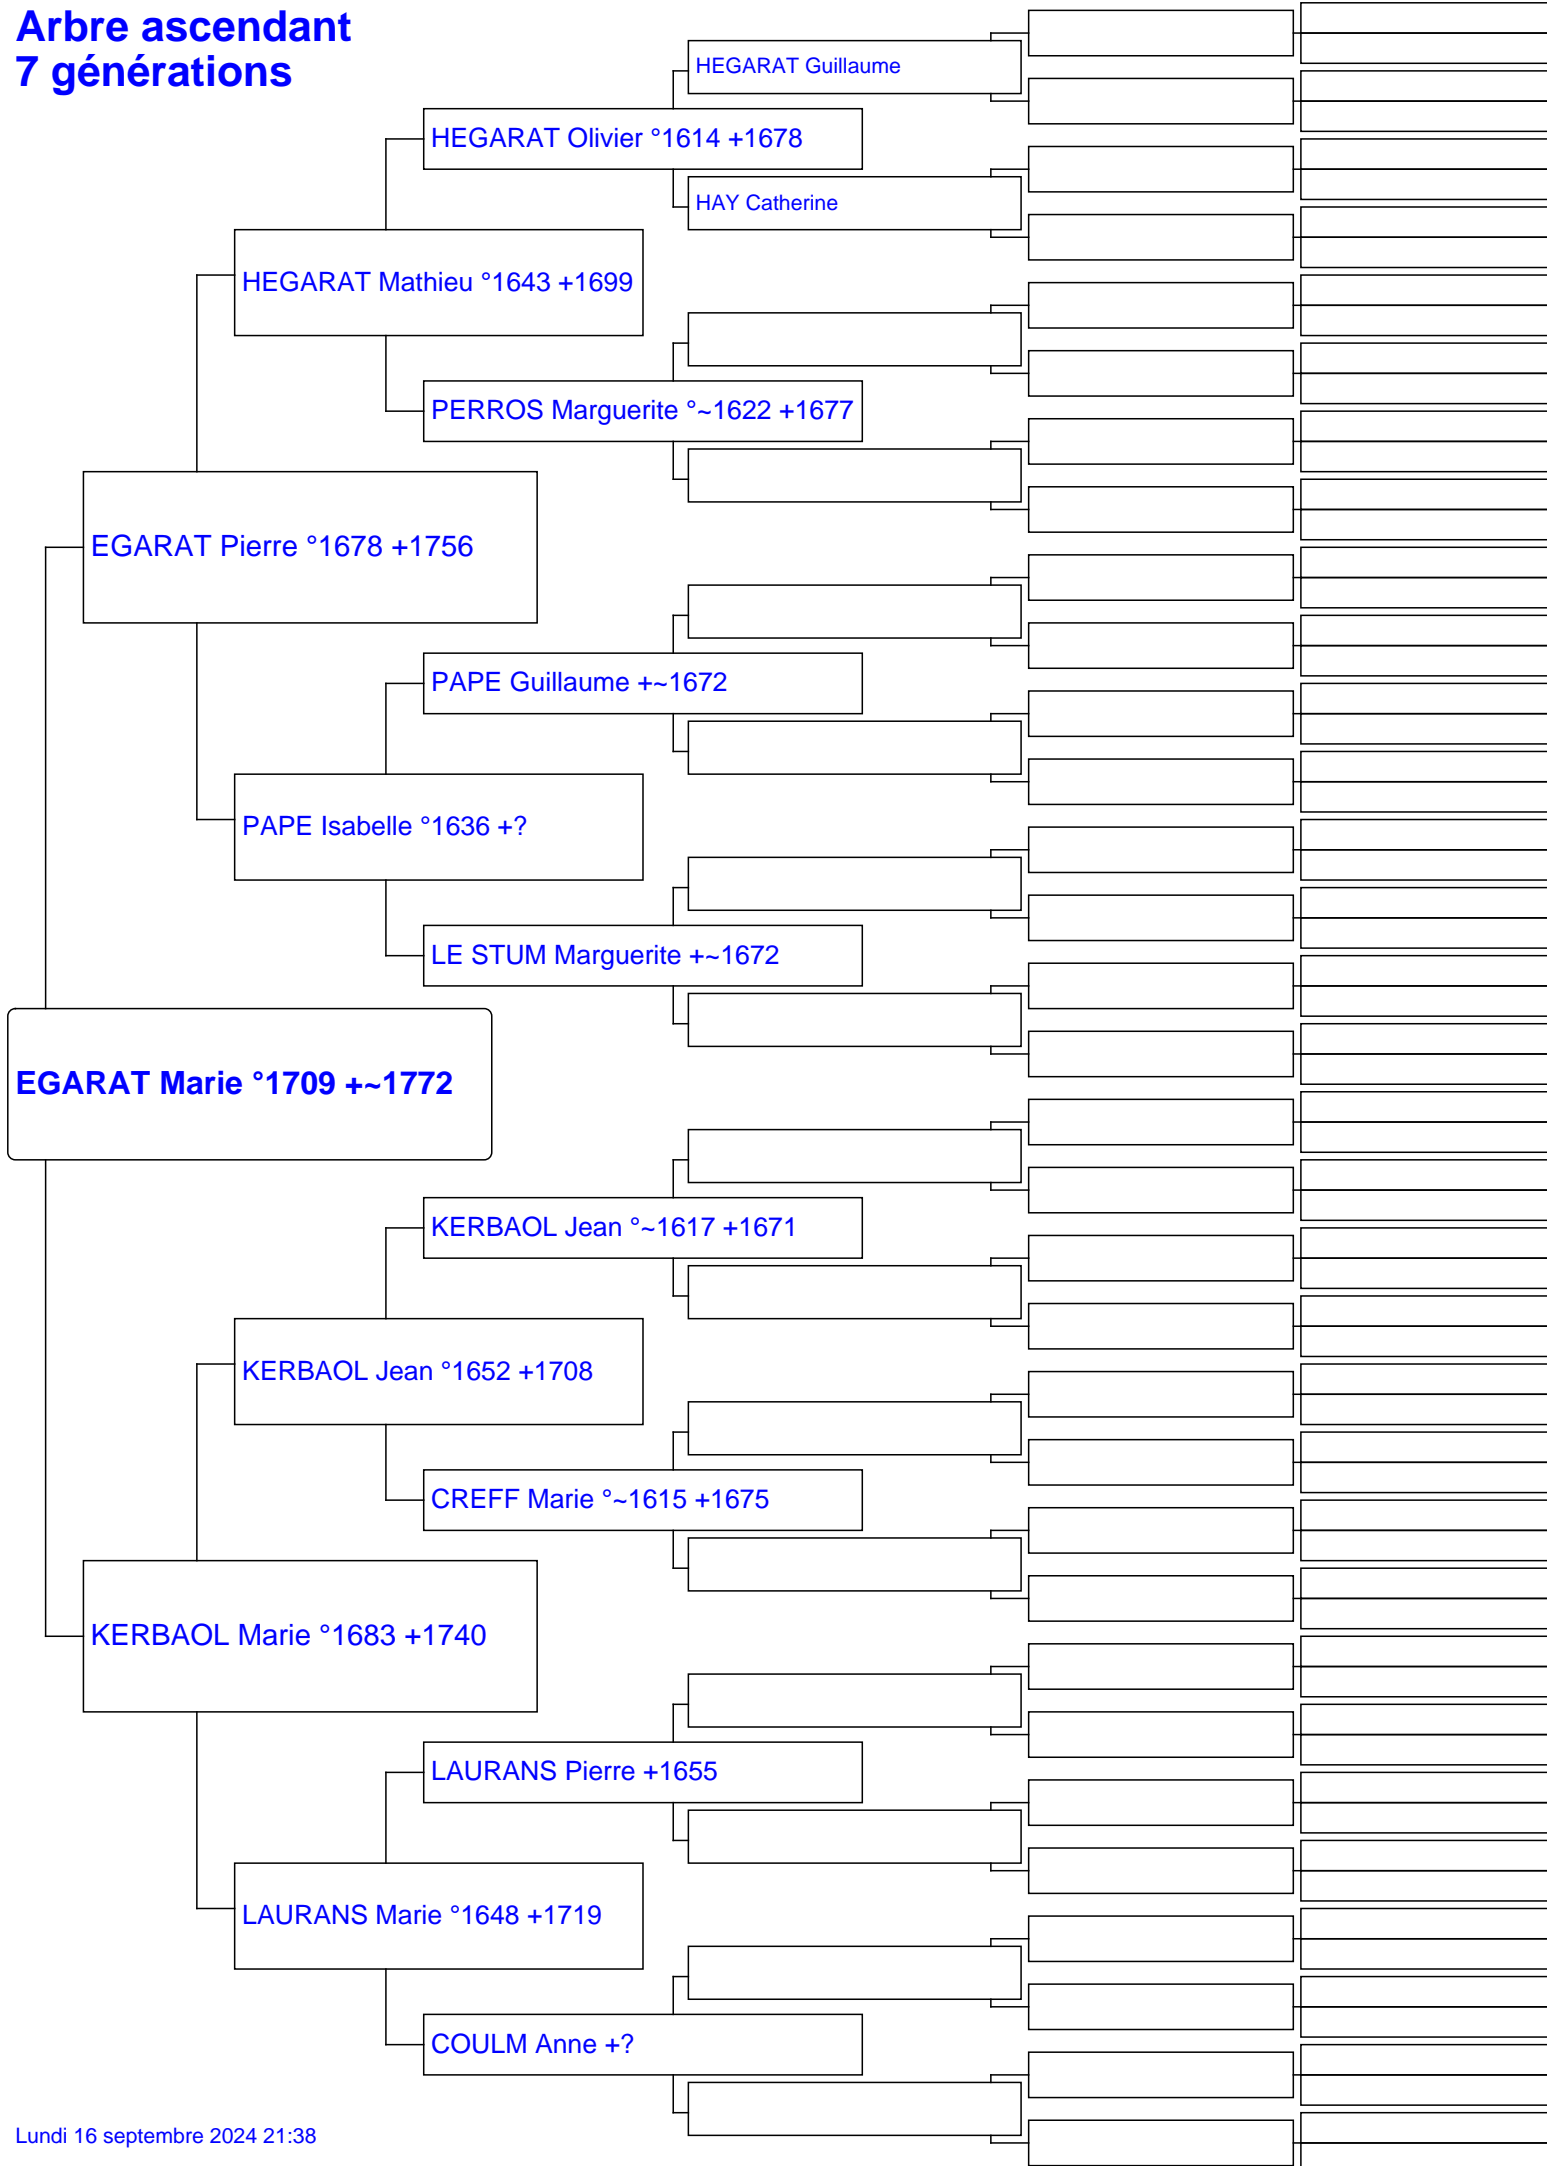 Arbre ascendant
7 générations
HEGARAT Guillaume
HEGARAT Olivier °1614 +1678
HAY Catherine
HEGARAT Mathieu °1643 +1699
PERROS Marguerite °~1622 +1677
EGARAT Pierre °1678 +1756
PAPE Guillaume +~1672
PAPE Isabelle °1636 +?
LE STUM Marguerite +~1672
EGARAT Marie °1709 +~1772
KERBAOL Jean °~1617 +1671
KERBAOL Jean °1652 +1708
CREFF Marie °~1615 +1675
KERBAOL Marie °1683 +1740
LAURANS Pierre +1655
LAURANS Marie °1648 +1719
COULM Anne +?
Lundi 16 septembre 2024 21:38